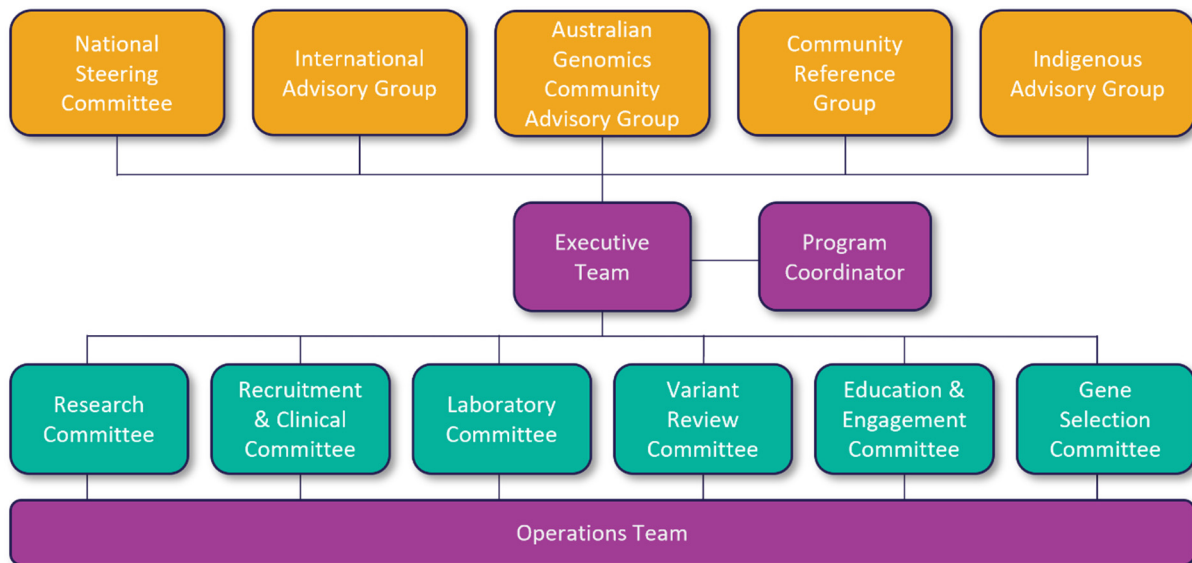 National
Steering
Committee
International
Advisory Group
Australian
Genomics
Community
Advisory Group
Community
Reference
Group
Indigenous
Advisory Group
Executive
Team
Program
Coordinator
Research
Committee
Recruitment
& Clinical
Committee
Laboratory
Committee
Variant
Review
Committee
Education &
Engagement
Committee
Gene
Selection
Committee
Operations Team